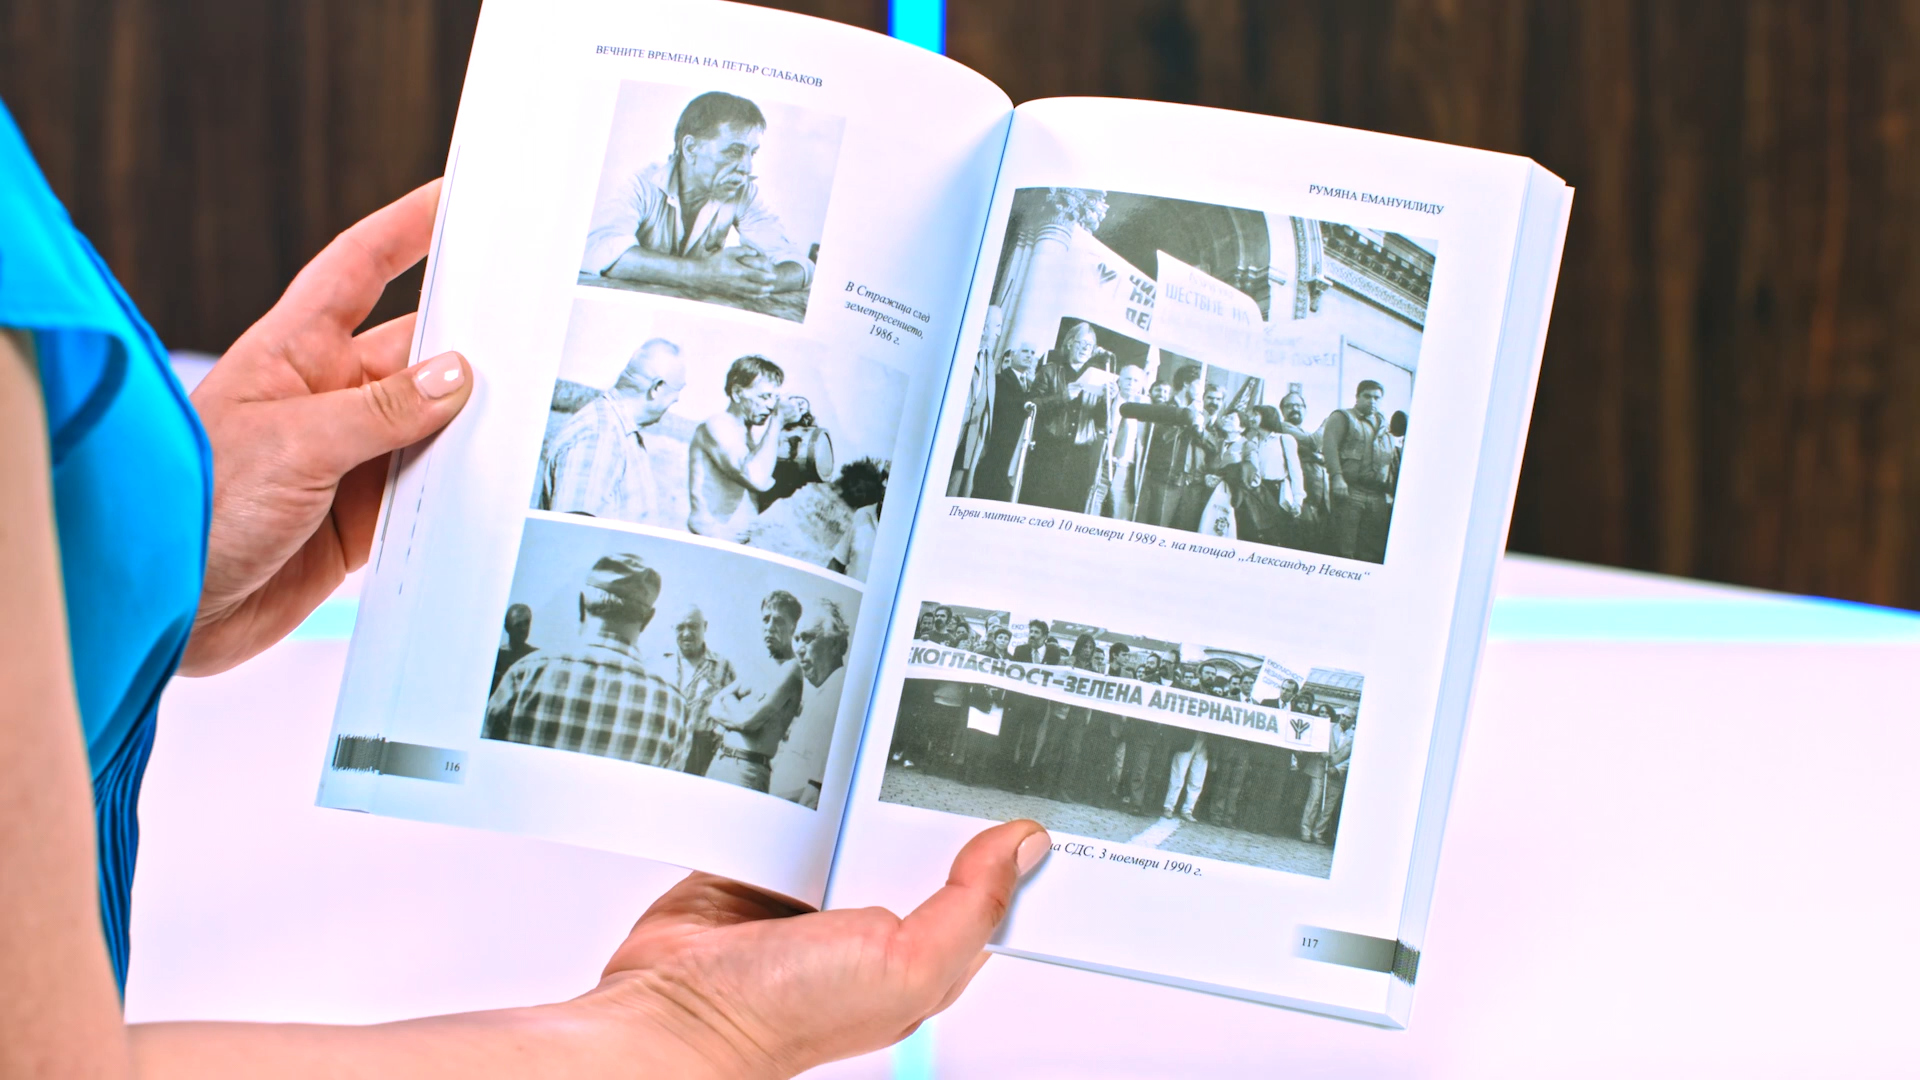 ВЕЧНИТЕ ВРЕМЕНА НА ПЕТЪР СЛАБАКОВ
В Стражица след
земетресението,
1986 г.
116
РУМЯНА ЕМАНУИЛИДУ
ШЕСТВИЕ НА
Първи митинг след 10 ноември 1989 г. на площад „Александър Невски“
КОГЛАСНОСТ-ЗЕЛЕНА АЛТЕРНАТИВА
на СДС, 3 ноември 1990 г.
117